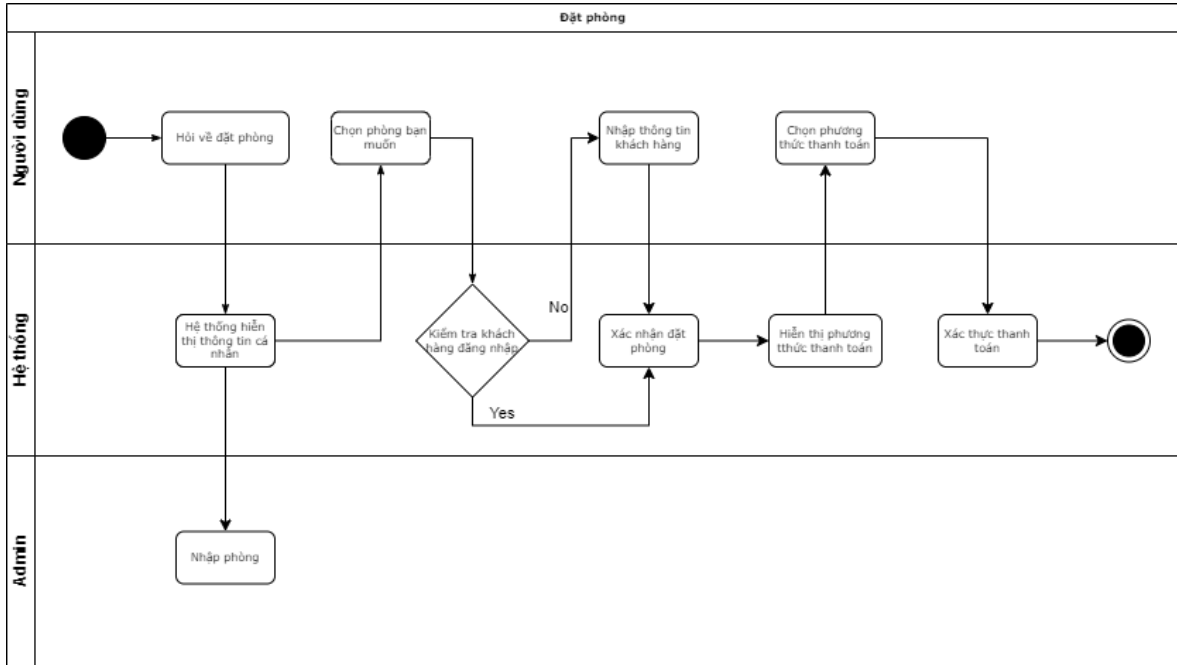 Đặt phòng
Người dùng
Hỏi về đặt phòng
Chọn phòng bạn
muốn
Nhập thông tin
khách hàng
Chọn phương
thức thanh toán
Hệ thống
Hệ thống hiễn
thị thông tin cá
nhân
Kiểm tra khách
hàng đăng nhập
No
Yes
Xác nhận đặt
phòng
Hiễn thị phương
tthức thanh toán
Xác thực thanh
toán
Admin
Nhập phòng